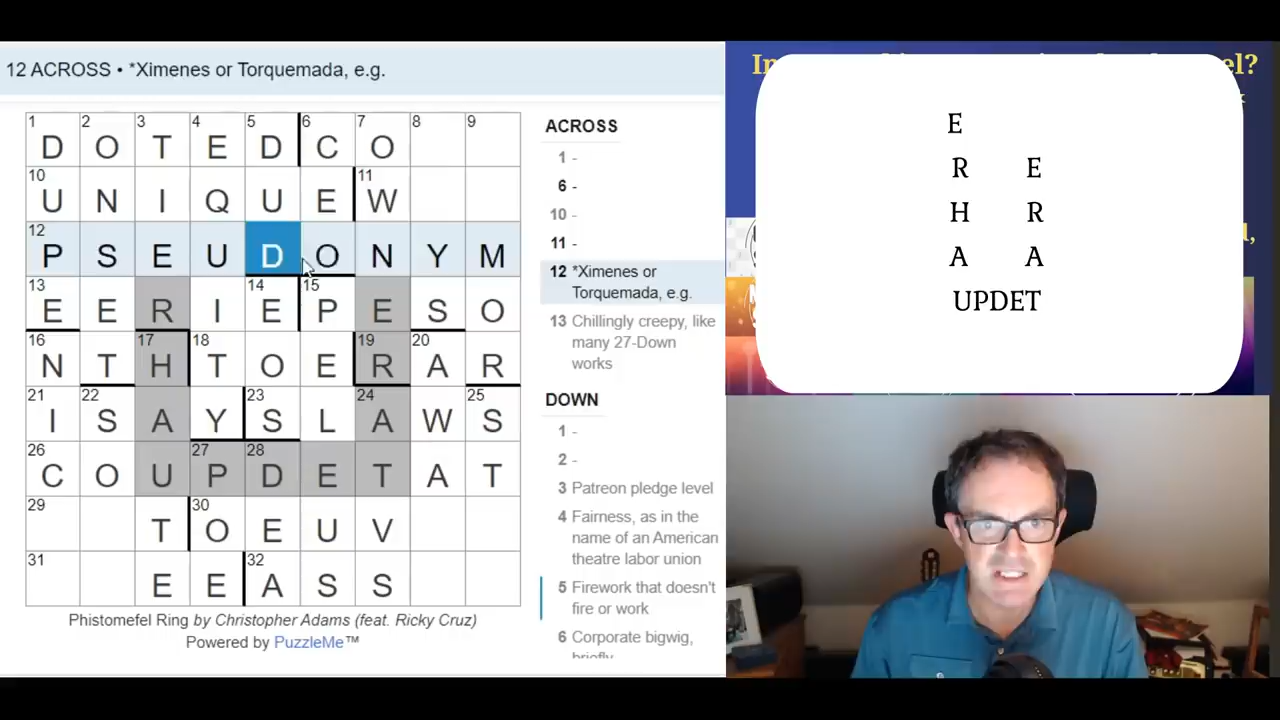 12 ACROSS • *Ximenes or Torquemada, e.g.
1 2 3 4 5 6 7 8 9
D O T E D C O
10 11
U N I Q U E W
12
P S E U D O N Y M
13 14 15
E E R I E P E S O
16 17 18 19 20
N T H T O E R A R
21 22 23 24 25
I S A Y S L A W S
26 27 28
C O U P D E T A T
29 30
T O E U V
31 32
E E A S S
Phistomefel Ring by Christopher Adams (feat. Ricky Cruz)
Powered by PuzzleMe™
ACROSS
1 -
6 -
10 -
11 -
12 *Ximenes or
Torquemada, e.g.
13 Chillingly creepy, like
many 27-Down
works
DOWN
1 -
2 -
3 Patreon pledge level
4 Fairness, as in the
name of an American
theatre labor union
5 Firework that doesn't
fire or work
6 Corporate bigwig,
briefly
E
R E
H R
A A
UPDET